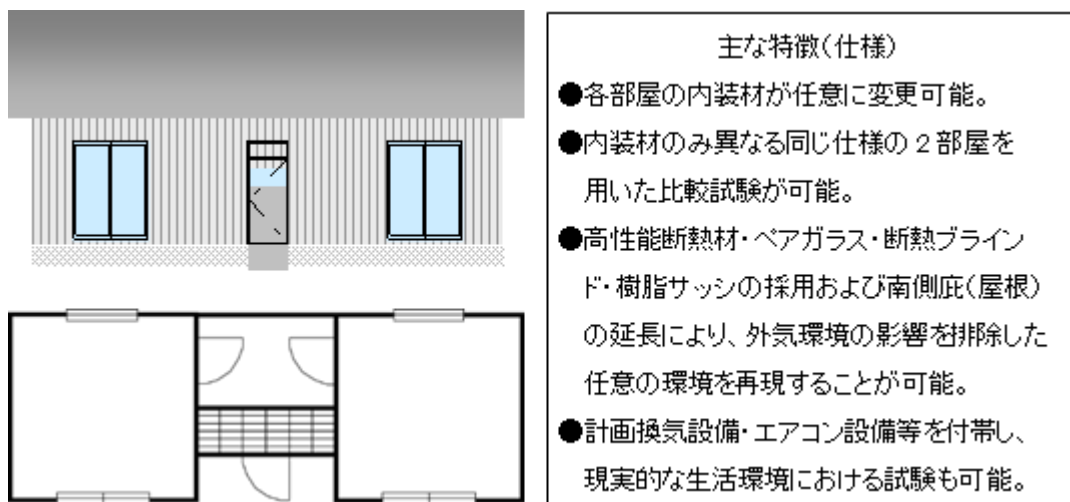 主な特徴(仕様)
●各部屋の内装材が任意に変更可能。
●内装材のみ異なる同じ仕様の2部屋を
用いた比較試験が可能。
●高性能断熱材・ペアガラス・断熱ブライン
ド・樹脂サッシの採用および南側庇(屋根)
の延長により、外気環境の影響を排除した
任意の環境を再現することが可能。
●計画換気設備・エアコン設備等を付帯し、
現実的な生活環境における試験も可能。